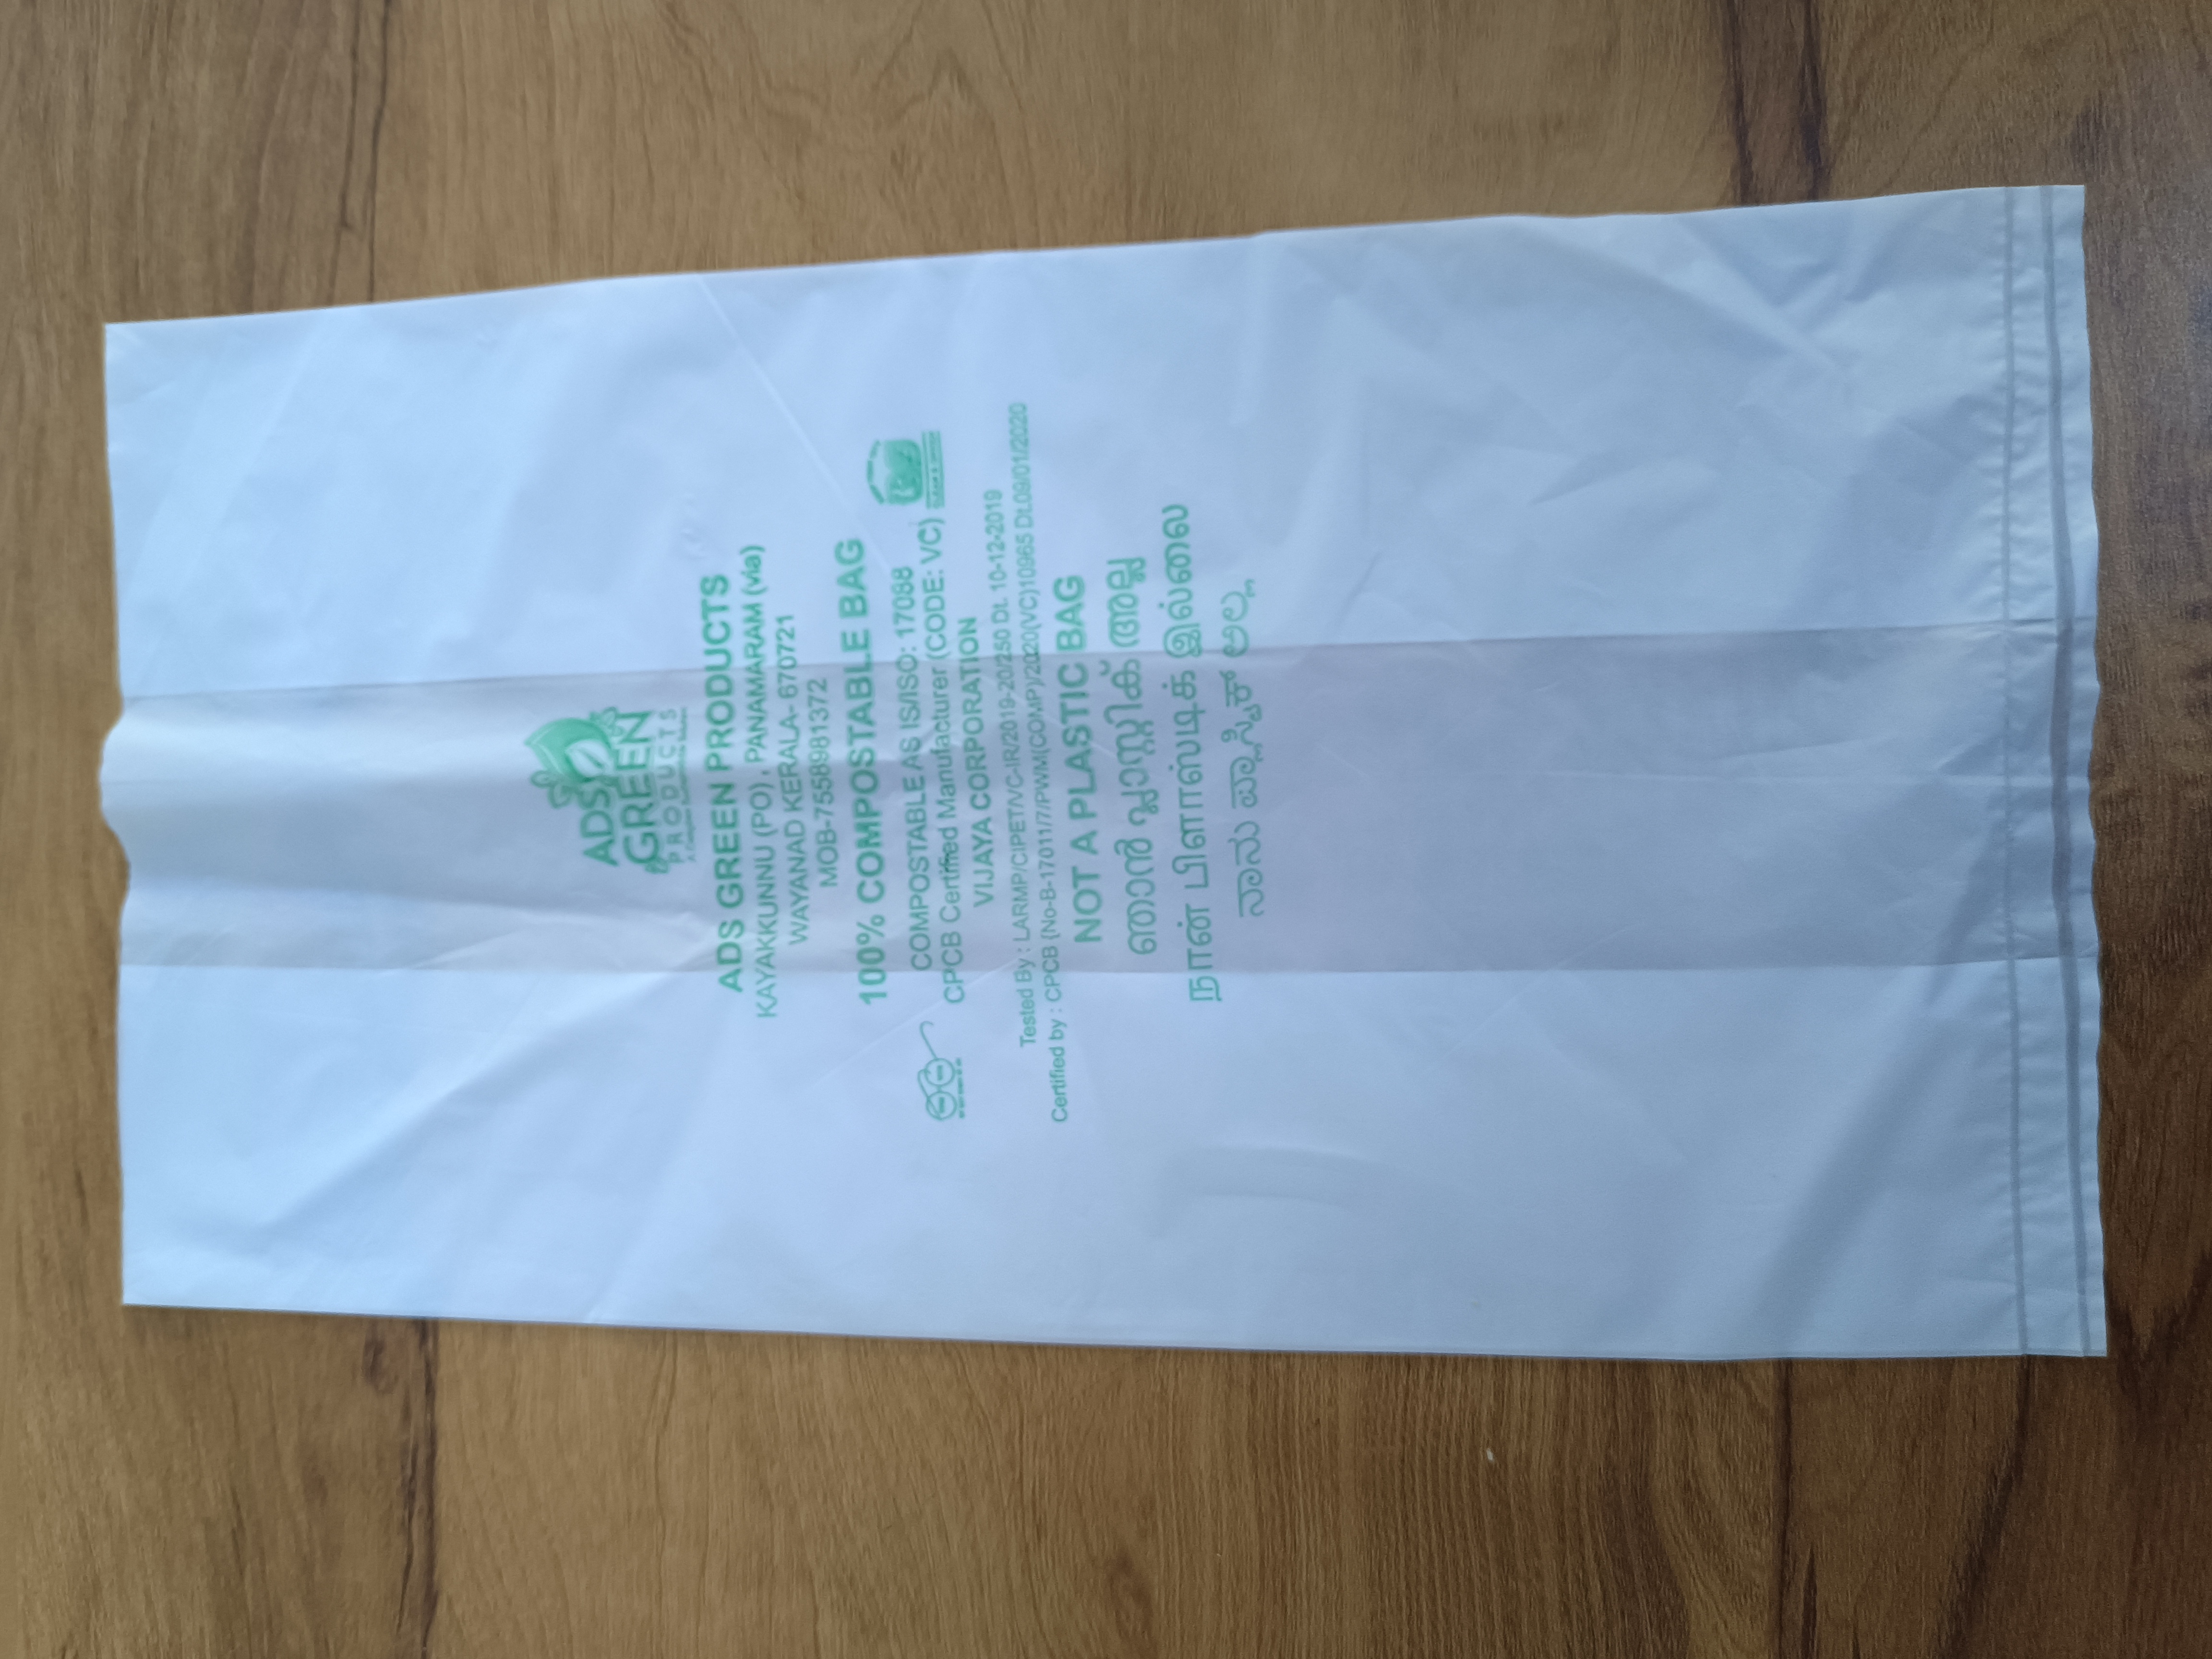 ADS
GREEN
PRODUCTS
ADS GREEN PRODUCTS
KAYAKKUNNU (PO), PANAMARAM (via)
WAYANAD KERALA- 670721
MOB-7558981372
100% COMPOSTABLE BAG
COMPOSTABLE AS IS/ISO: 17088
CPCB Certified Manufacturer (CODE: VC)
VIJAYA CORPORATION
Tested By : LARMP/CIPET/VC-IR/2019-20/250 Dt. 10-12-2019
Certified by : CPCB (No-B-17011/7/PWM(COMP)/2020(VC)10965 Dt.09/01/2020
NOT A PLASTIC BAG
ഞാൻ പ്ലാസ്റ്റിക് അല്ല
நான் பிளாஸ்டிக் இல்லை
ನಾನು ಪ್ಲಾಸ್ಟಿಕ್ ಅಲ್ಲ